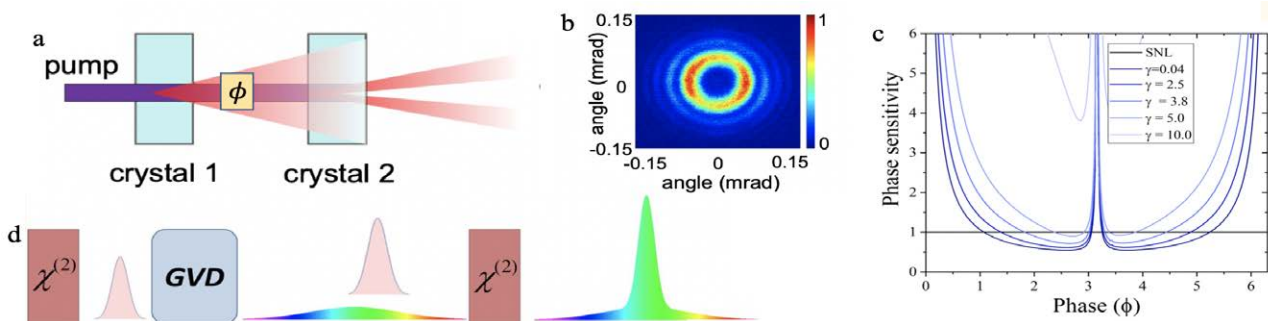 a
pump
ϕ
crystal 1
crystal 2
b
0.15
0
-0.15
angle (mrad)
-0.15
0
0.15
angle (mrad)
1
0
c
SNL
γ=0.04
γ = 2.5
γ = 3.8
γ = 5.0
γ = 10.0
6
5
4
3
2
1
0
Phase sensitivity
0
1
2
3
4
5
6
Phase (ϕ)
d
χ(2)
GVD
χ(2)